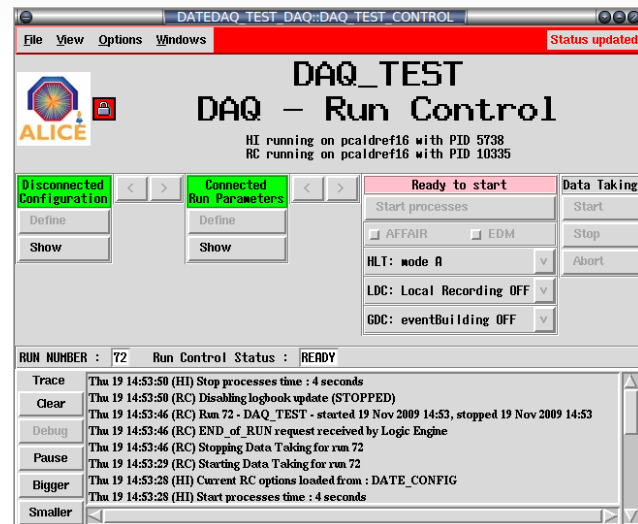 DATEDAQ_TEST_DAQ::DAQ_TEST_CONTROL
File View Options Windows
Status updated
DAQ_TEST
DAQ - Run Control
ALICE
HI running on pcaldref16 with PID 5738
RC running on pcaldref16 with PID 10335
Disconnected
Configuration
< >
Connected
Run Parameters
< >
Ready to start
Data Taking
Define
Define
Start processes
Start
Show
Show
AFFAIR EDM
Stop
HLT: mode A
Abort
LDC: Local Recording OFF
GDC: eventBuilding OFF
RUN NUMBER : 72 Run Control Status : READY
Trace
Clear
Debug
Pause
Bigger
Smaller
Thu 19 14:53:50 (HI) Stop processes time : 4 seconds
Thu 19 14:53:50 (RC) Disabling logbook update (STOPPED)
Thu 19 14:53:46 (RC) Run 72 - DAQ_TEST - started 19 Nov 2009 14:53, stopped 19 Nov 2009 14:53
Thu 19 14:53:46 (RC) END_of_RUN request received by Logic Engine
Thu 19 14:53:46 (RC) Stopping Data Taking for run 72
Thu 19 14:53:29 (RC) Starting Data Taking for run 72
Thu 19 14:53:28 (HI) Current RC options loaded from : DATE_CONFIG
Thu 19 14:53:28 (HI) Start processes time : 4 seconds